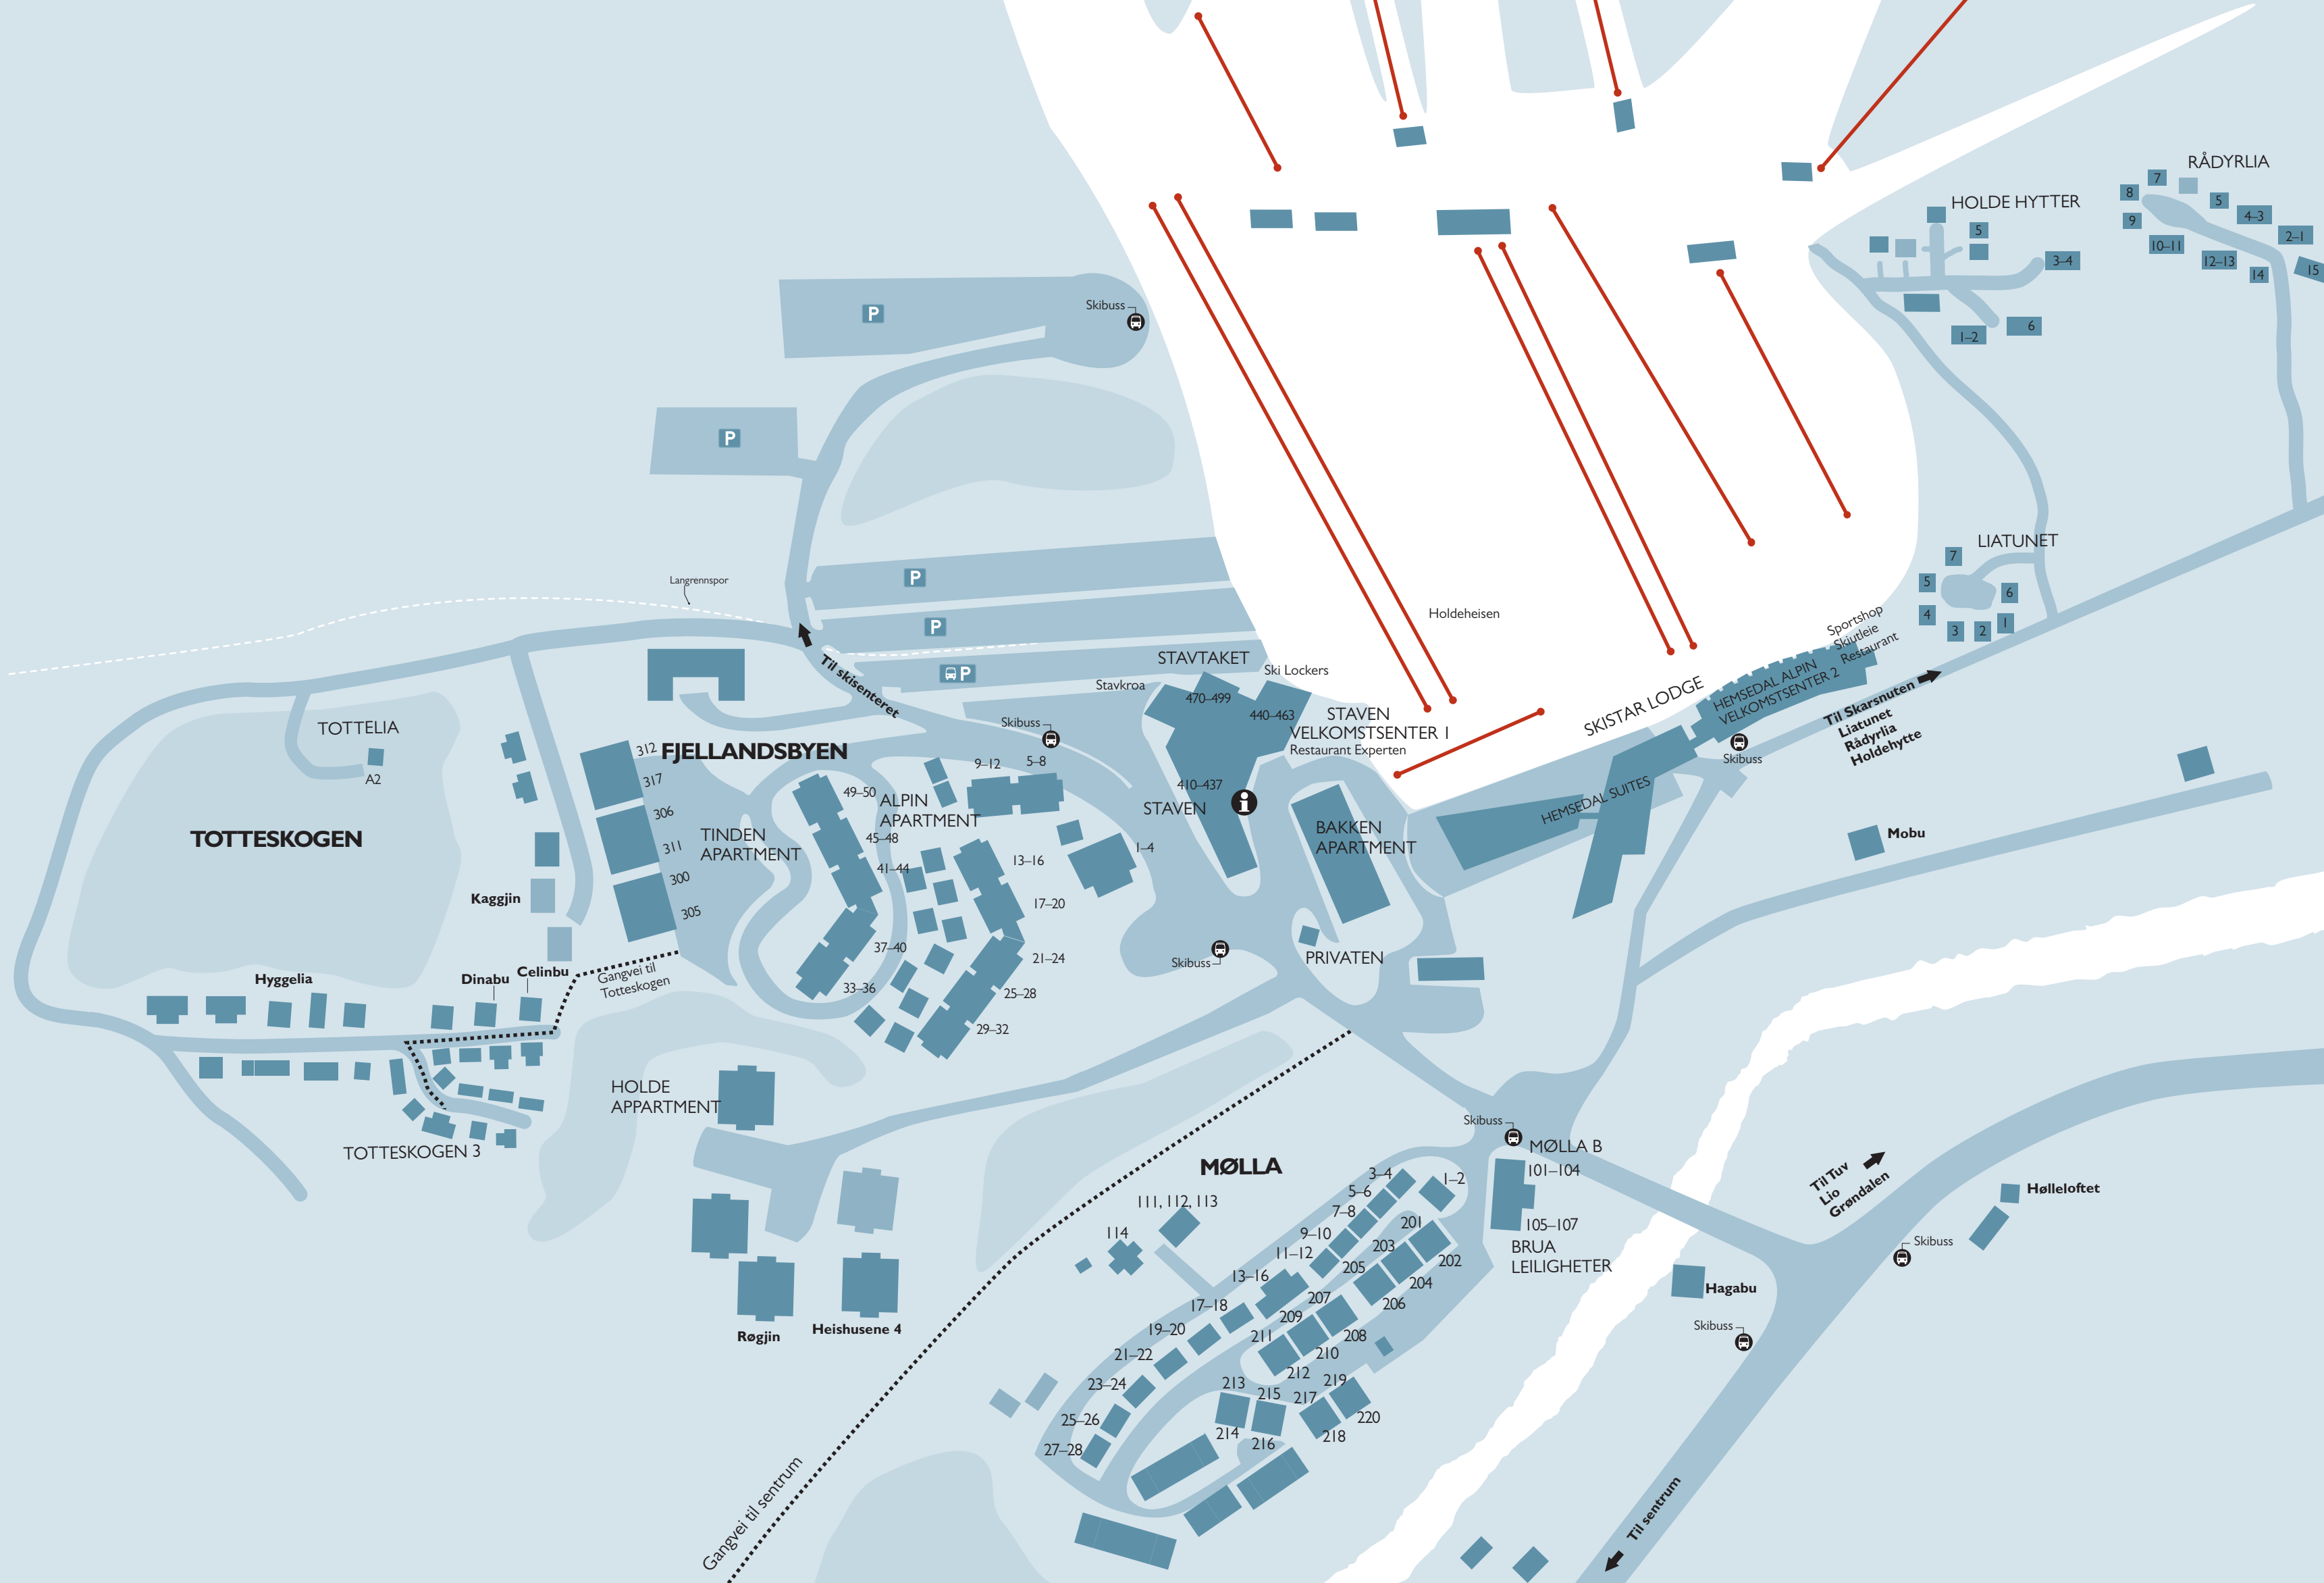 RÅDYRLIA
7
8
5
4–3
9
2–1
10–11
12–13
14
15
HOLDE HYTTER
5
3–4
6
1–2
P
Skibuss
P
P
P
P
Langrennspor
Til skisenteret
LIATUNET
7
5
6
4
3
2
1
Holdeheisen
Sportshop
Skiutleie
Restaurant
HEMSEDAL ALPIN
VELKOMSTSENTER 2
SKISTAR LODGE
HEMSEDAL SUITES
Skibuss
Til Skarsnuten
Liatunet
Rådyrlia
Holdehytte
STAVTAKET
Ski Lockers
Stavkroa
470–499
440–463
STAVEN
VELKOMSTSENTER 1
Restaurant Experten
410–437
STAVEN
i
BAKKEN
APARTMENT
PRIVATEN
Skibuss
Skibuss
TOTTELIA
A2
TOTTESKOGEN
Kaggjin
Hyggelia
Dinabu
Celinbu
Gangvei til
Totteskogen
TOTTESKOGEN 3
FJELLANDSBYEN
312
317
306
311
300
305
TINDEN
APARTMENT
ALPIN
APARTMENT
49–50
45–48
41–44
37–40
33–36
9–12
5–8
1–4
13–16
17–20
21–24
25–28
29–32
HOLDE
APPARTMENT
Røgjin
Heishusene 4
Mobu
MØLLA
111, 112, 113
114
Skibuss
MØLLA B
101–104
105–107
BRUA
LEILIGHETER
1–2
3–4
5–6
7–8
9–10
11–12
13–16
17–18
19–20
21–22
23–24
25–26
27–28
201
202
203
204
205
206
207
208
209
210
211
212
213
214
215
216
217
218
219
220
Gangvei til sentrum
Hagabu
Skibuss
Skibuss
Til Tuv
Lio
Grøndalen
Hølleloftet
Til sentrum